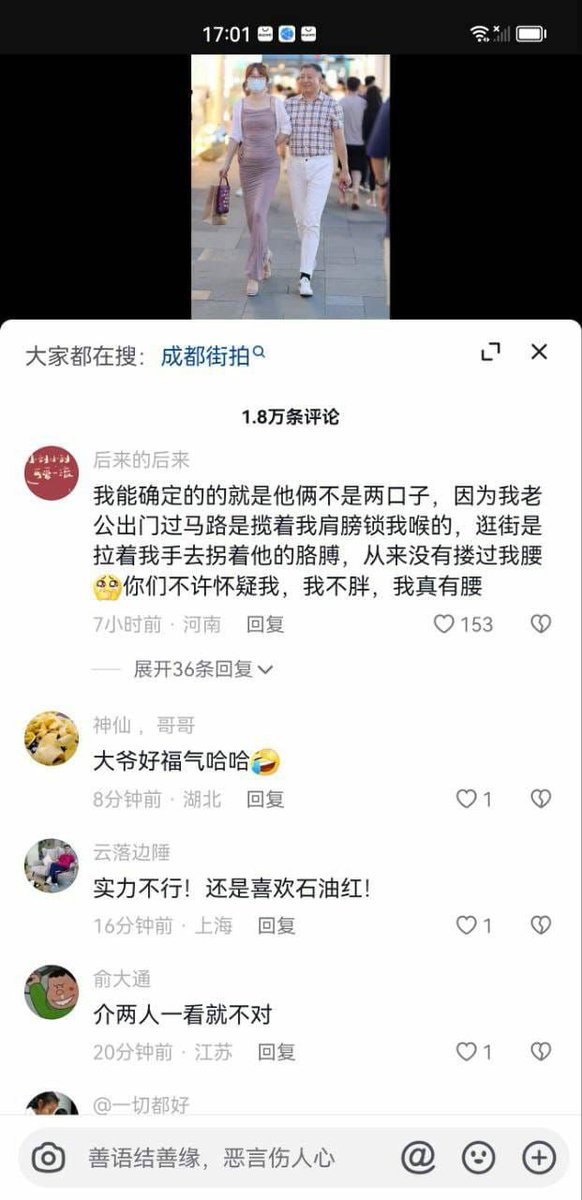 17:01
大家都在搜：成都街拍
1.8万条评论
后来的后来
我能确定的的就是他俩不是两口子，因为我老
公出门过马路是揽着我肩膀锁我喉的，逛街是
拉着我手去拐着他的胳膊，从来没有搂过我腰
你们不许怀疑我，我不胖，我真有腰
7小时前 · 河南 回复 153
展开36条回复
神仙 ，哥哥
大爷好福气哈哈
8分钟前 · 湖北 回复 1
云落边陲
实力不行！还是喜欢石油红！
16分钟前 · 上海 回复 1
俞大通
介两人一看就不对
20分钟前 · 江苏 回复 1
@一切都好
善语结善缘，恶言伤人心